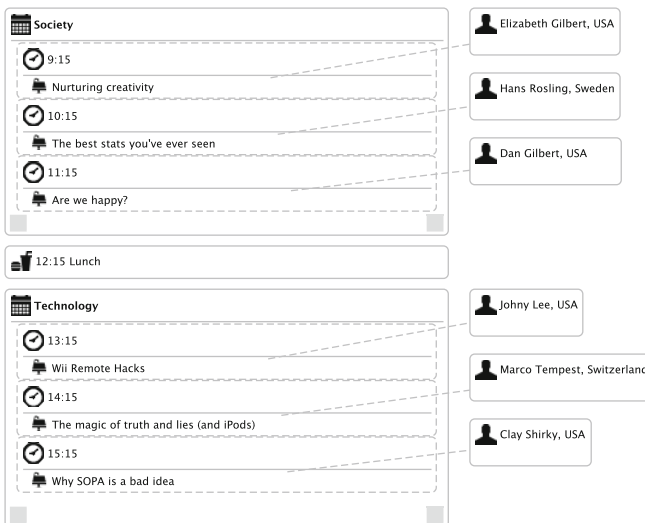 Society
9:15
Nurturing creativity
10:15
The best stats you've ever seen
11:15
Are we happy?
Elizabeth Gilbert, USA
Hans Rosling, Sweden
Dan Gilbert, USA
12:15 Lunch
Technology
13:15
Wii Remote Hacks
14:15
The magic of truth and lies (and iPods)
15:15
Why SOPA is a bad idea
Johny Lee, USA
Marco Tempest, Switzerland
Clay Shirky, USA